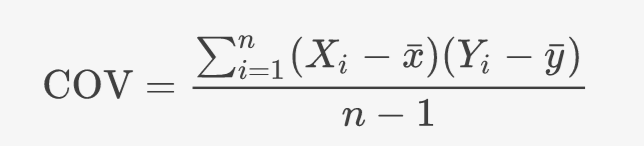 COV = \frac{\sum_{i=1}^{n}(X_i - \bar{x})(Y_i - \bar{y})}{n - 1}